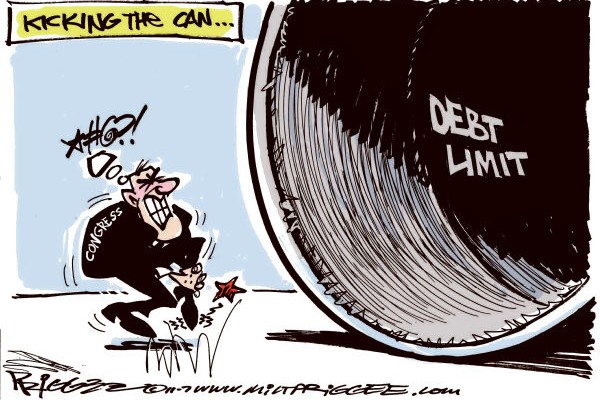 KICKING THE CAN...
A#@?!
CONGRESS
DEBT
LIMIT
www.MILTPRIGGEE.com